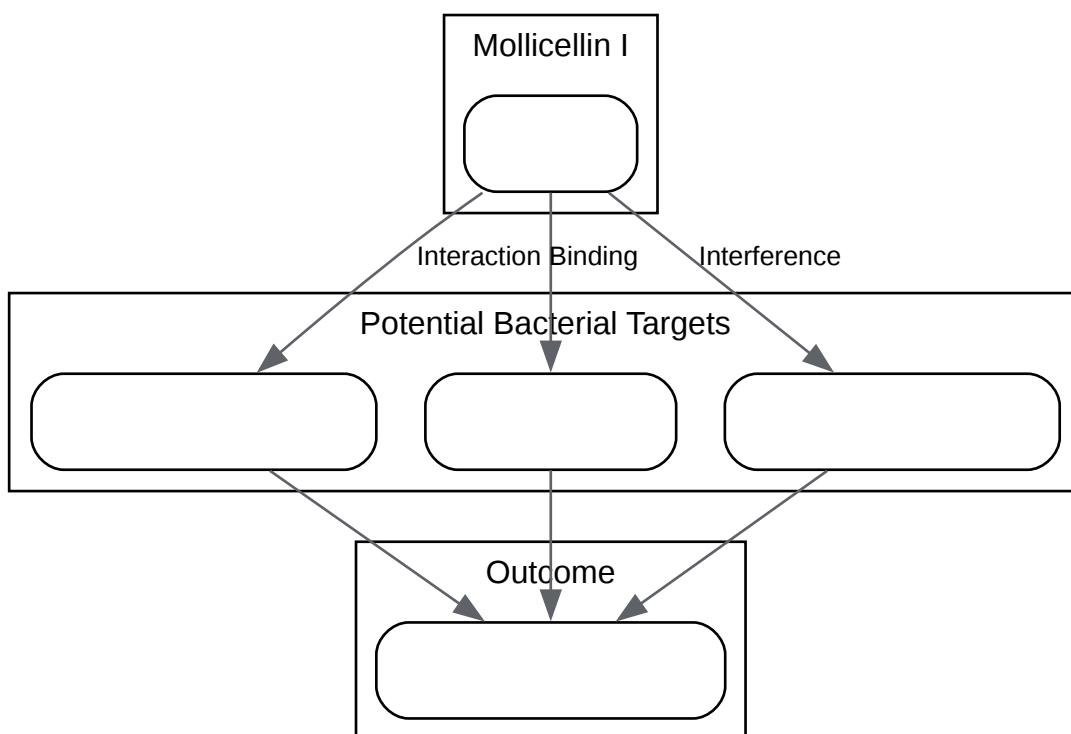 Mollicellin I
Interaction
Binding
Interference
Potential Bacterial Targets
Outcome